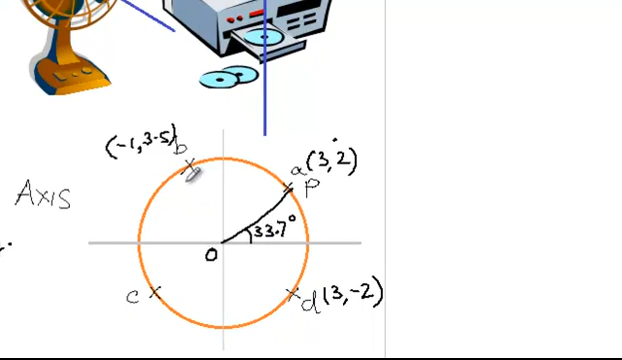 (-1, 3.5) b
a (3, 2)
p
AXIS
33.7°
O
c
d (3, -2)